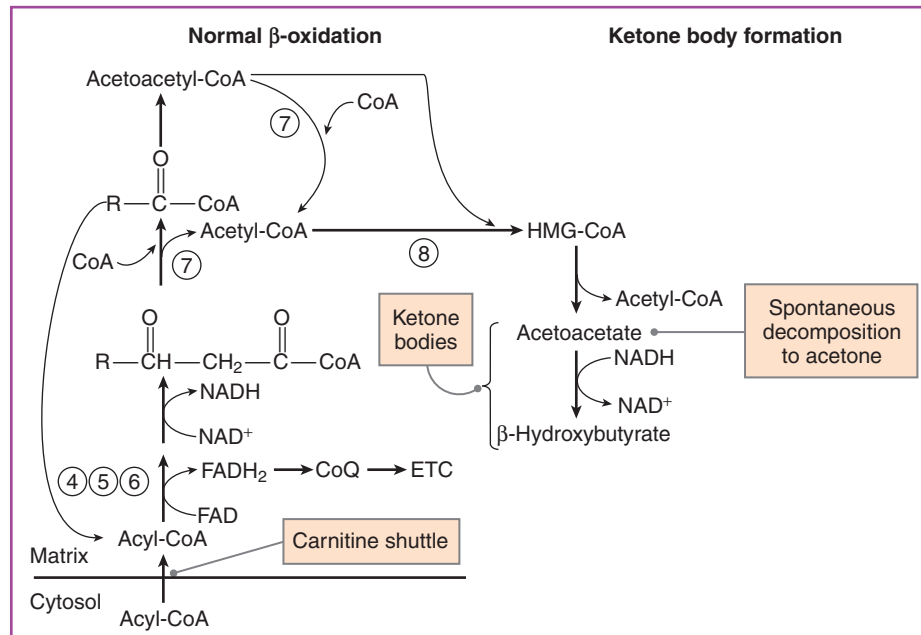 Normal β-oxidation
Ketone body formation
Acetoacetyl-CoA
CoA
7
O
R—C—CoA
Acetyl-CoA
HMG-CoA
8
CoA
7
Acetyl-CoA
Ketone
bodies
Acetoacetate
Spontaneous
decomposition
to acetone
O O
R—CH—CH₂—C—CoA
NADH
NAD⁺
NADH
NAD⁺
β-Hydroxybutyrate
4 5 6
FADH₂ CoQ ETC
FAD
Acyl-CoA
Carnitine shuttle
Matrix
Cytosol
Acyl-CoA